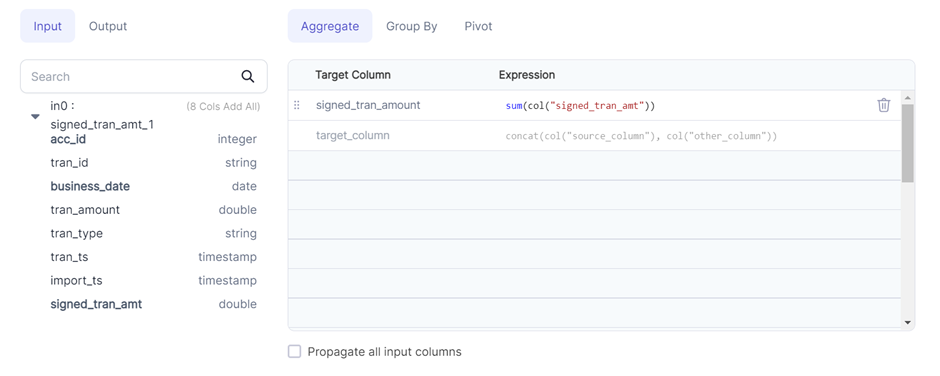 Input Output
Search
in0 : (8 Cols Add All)
signed_tran_amt_1
acc_id integer
tran_id string
business_date date
tran_amount double
tran_type string
tran_ts timestamp
import_ts timestamp
signed_tran_amt double
Aggregate Group By Pivot
Target Column Expression
signed_tran_amount sum(col("signed_tran_amt"))
target_column concat(col("source_column"), col("other_column"))
Propagate all input columns